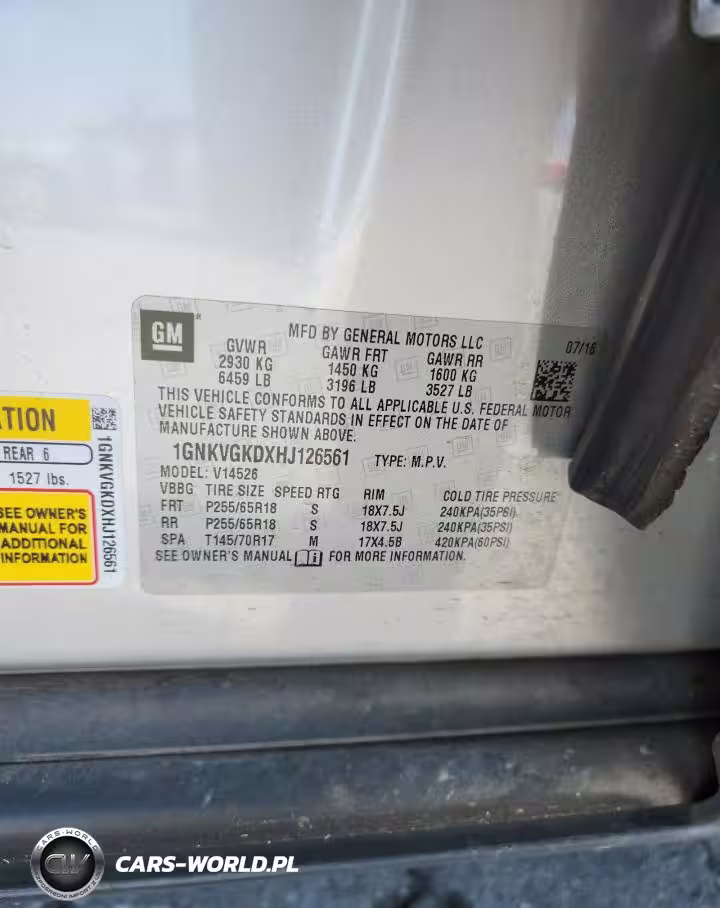 GM
MFD BY GENERAL MOTORS LLC
07/16
GVWR GAWR FRT GAWR RR
2930 KG 1450 KG 1600 KG
6459 LB 3196 LB 3527 LB
THIS VEHICLE CONFORMS TO ALL APPLICABLE U.S. FEDERAL MOTOR
VEHICLE SAFETY STANDARDS IN EFFECT ON THE DATE OF
MANUFACTURE SHOWN ABOVE.
1GNKVGKDXHJ126561 TYPE: M.P.V.
MODEL: V14526
VBBG TIRE SIZE SPEED RTG RIM COLD TIRE PRESSURE
FRT P255/65R18 S 18X7.5J 240KPA(35PSI)
RR P255/65R18 S 18X7.5J 240KPA(35PSI)
SPA T145/70R17 M 17X4.5B 420KPA(60PSI)
SEE OWNER'S MANUAL FOR MORE INFORMATION.
ATION
REAR 6
1527 lbs.
SEE OWNER'S
MANUAL FOR
ADDITIONAL
INFORMATION
1GNKVGKDXHJ126561
CARS-WORLD
CW
CARS-WORLD.PL